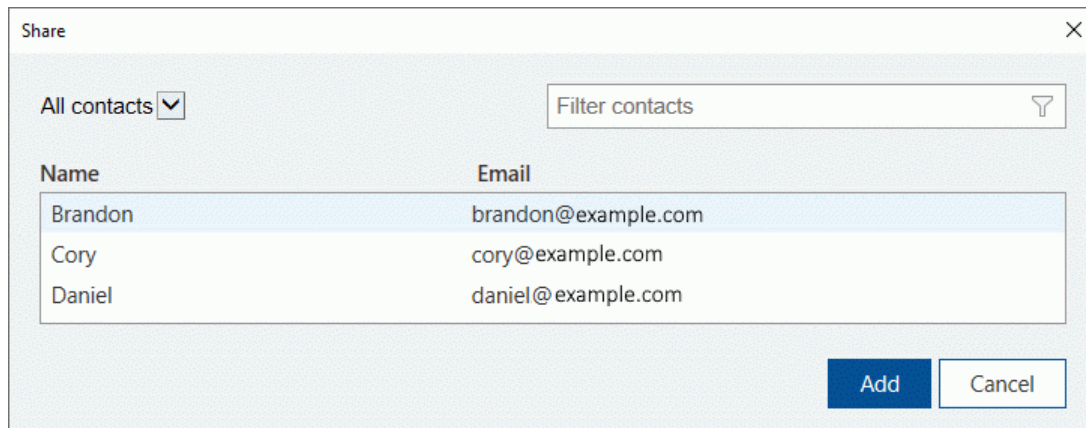 Share
All contacts
Filter contacts
Name Email
Brandon brandon@example.com
Cory cory@example.com
Daniel daniel@example.com
Add Cancel